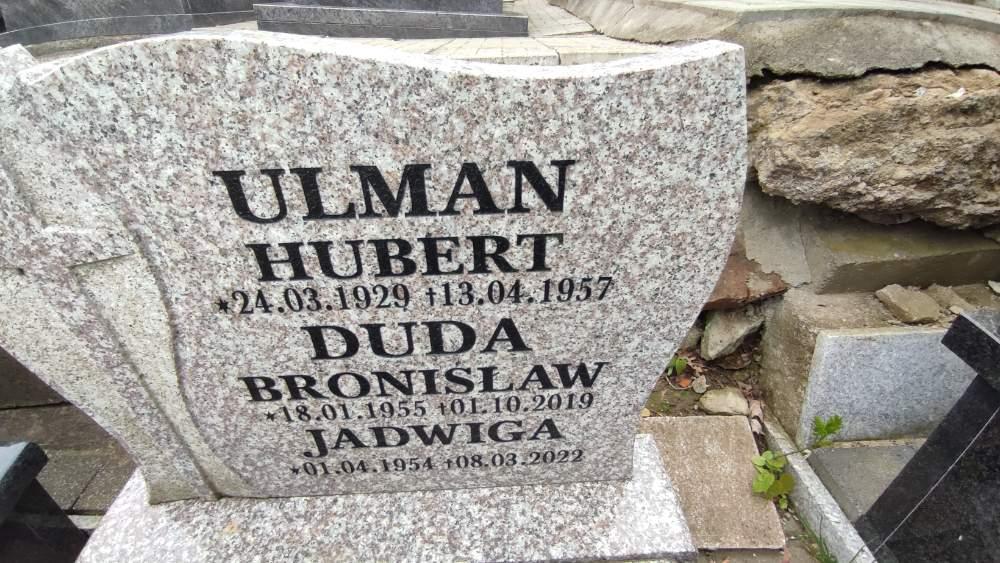 ULMAN
HUBERT
*24.03.1929 †13.04.1957
DUDA
BRONISŁAW
*18.01.1955 †01.10.2019
JADWIGA
*01.04.1954 †08.03.2022